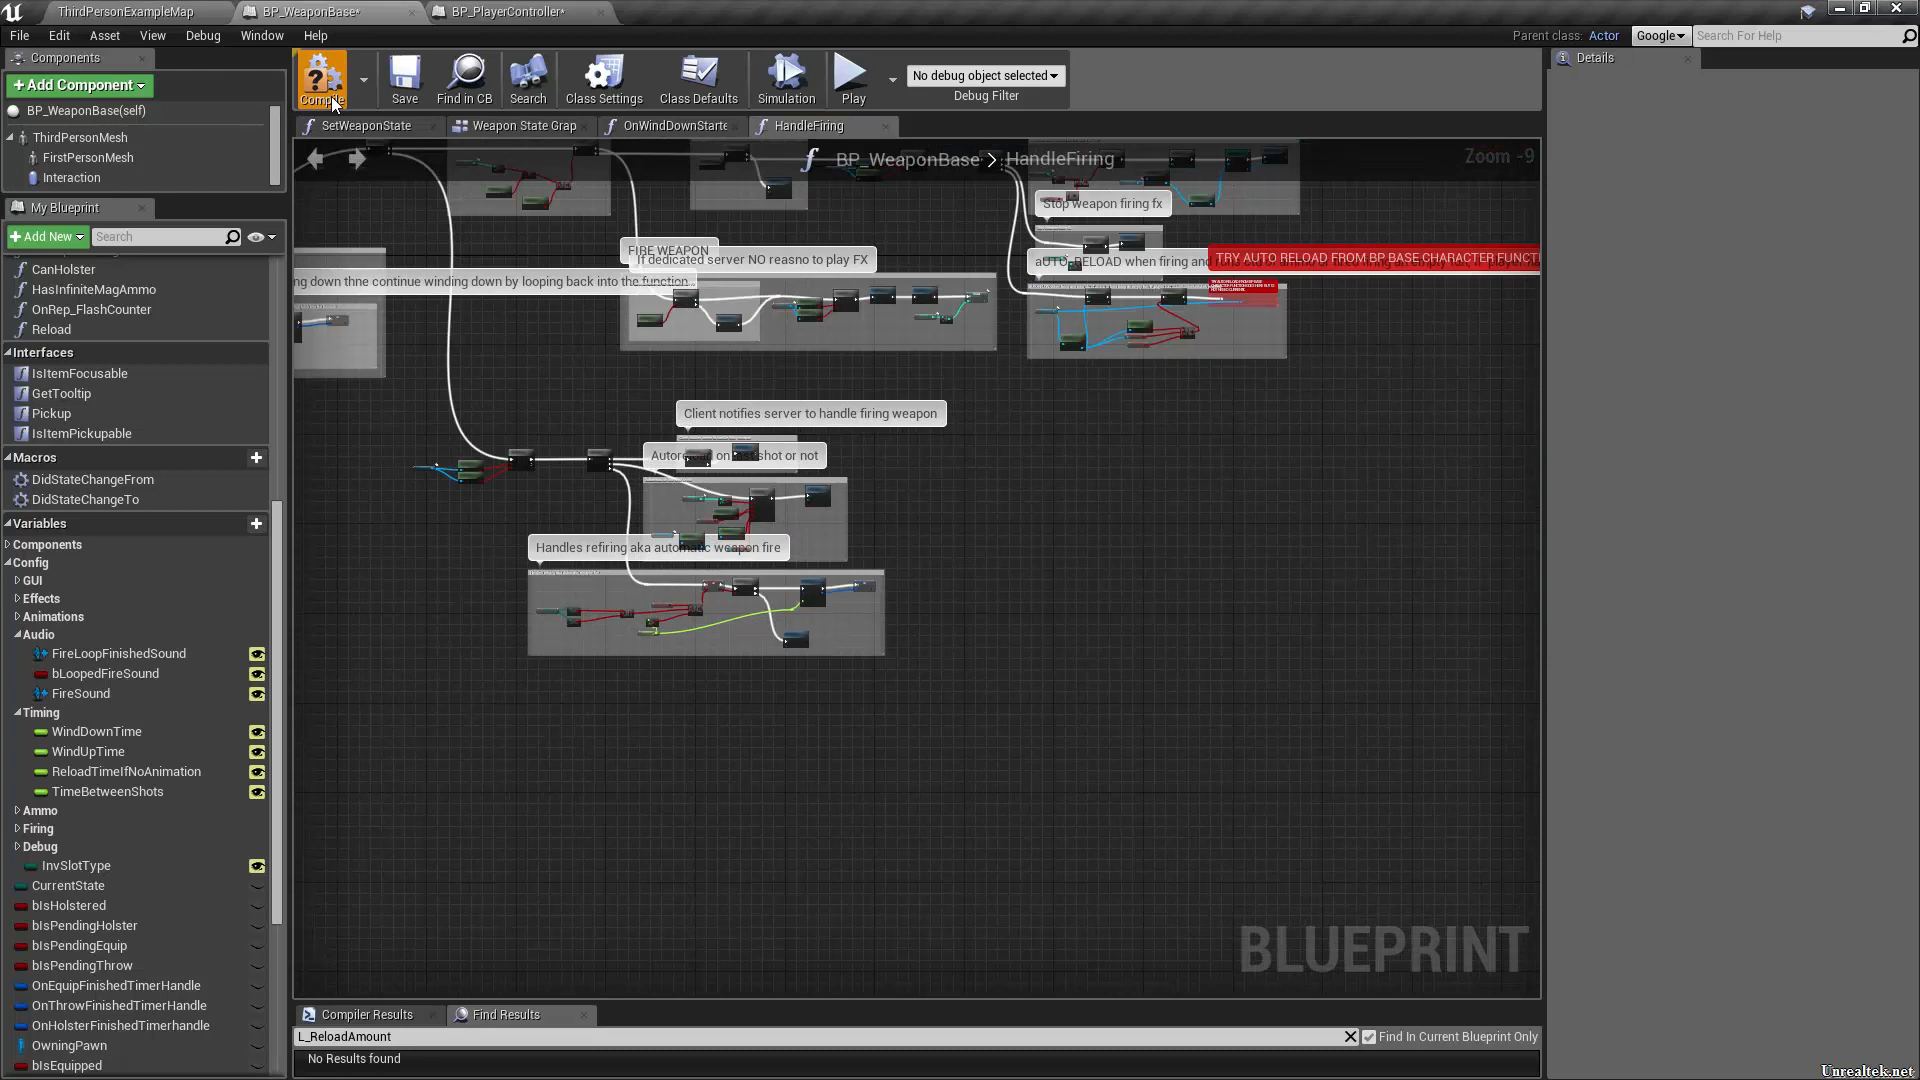 ThirdPersonExampleMap
BP_WeaponBase*
BP_PlayerController*
File Edit Asset View Debug Window Help
Parent class: Actor
Google
Search For Help
Components
+Add Component
BP_WeaponBase(self)
ThirdPersonMesh
FirstPersonMesh
Interaction
My Blueprint
+Add New
Search
CanHolster
HasInfiniteMagAmmo
OnRep_FlashCounter
Reload
Interfaces
IsItemFocusable
GetTooltip
Pickup
IsItemPickupable
Macros
DidStateChangeFrom
DidStateChangeTo
Variables
Components
Config
GUI
Effects
Animations
Audio
FireLoopFinishedSound
bLoopedFireSound
FireSound
Timing
WindDownTime
WindUpTime
ReloadTimeIfNoAnimation
TimeBetweenShots
Ammo
Firing
Debug
InvSlotType
CurrentState
bIsHolstered
bIsPendingHolster
bIsPendingEquip
bIsPendingThrow
OnEquipFinishedTimerHandle
OnThrowFinishedTimerHandle
OnHolsterFinishedTimerhandle
OwningPawn
bIsEquipped
Compile
Save
Find in CB
Search
Class Settings
Class Defaults
Simulation
Play
No debug object selected
Debug Filter
SetWeaponState
Weapon State Grap
OnWindDownStarte
HandleFiring
BP_WeaponBase > HandleFiring
Zoom -9
Stop weapon firing fx
FIRE WEAPON
If dedicated server NO reasno to play FX
aUTO_RELOAD when firing and
TRY AUTO RELOAD FROM BP BASE CHARACTER FUNCTI
ng down thne continue winding down by looping back into the function
Client notifies server to handle firing weapon
Autoreload on last shot or not
Handles refiring aka automatic weapon fire
BLUEPRINT
Compiler Results
Find Results
L_ReloadAmount
Find In Current Blueprint Only
No Results found
Details
Unrealtek.net